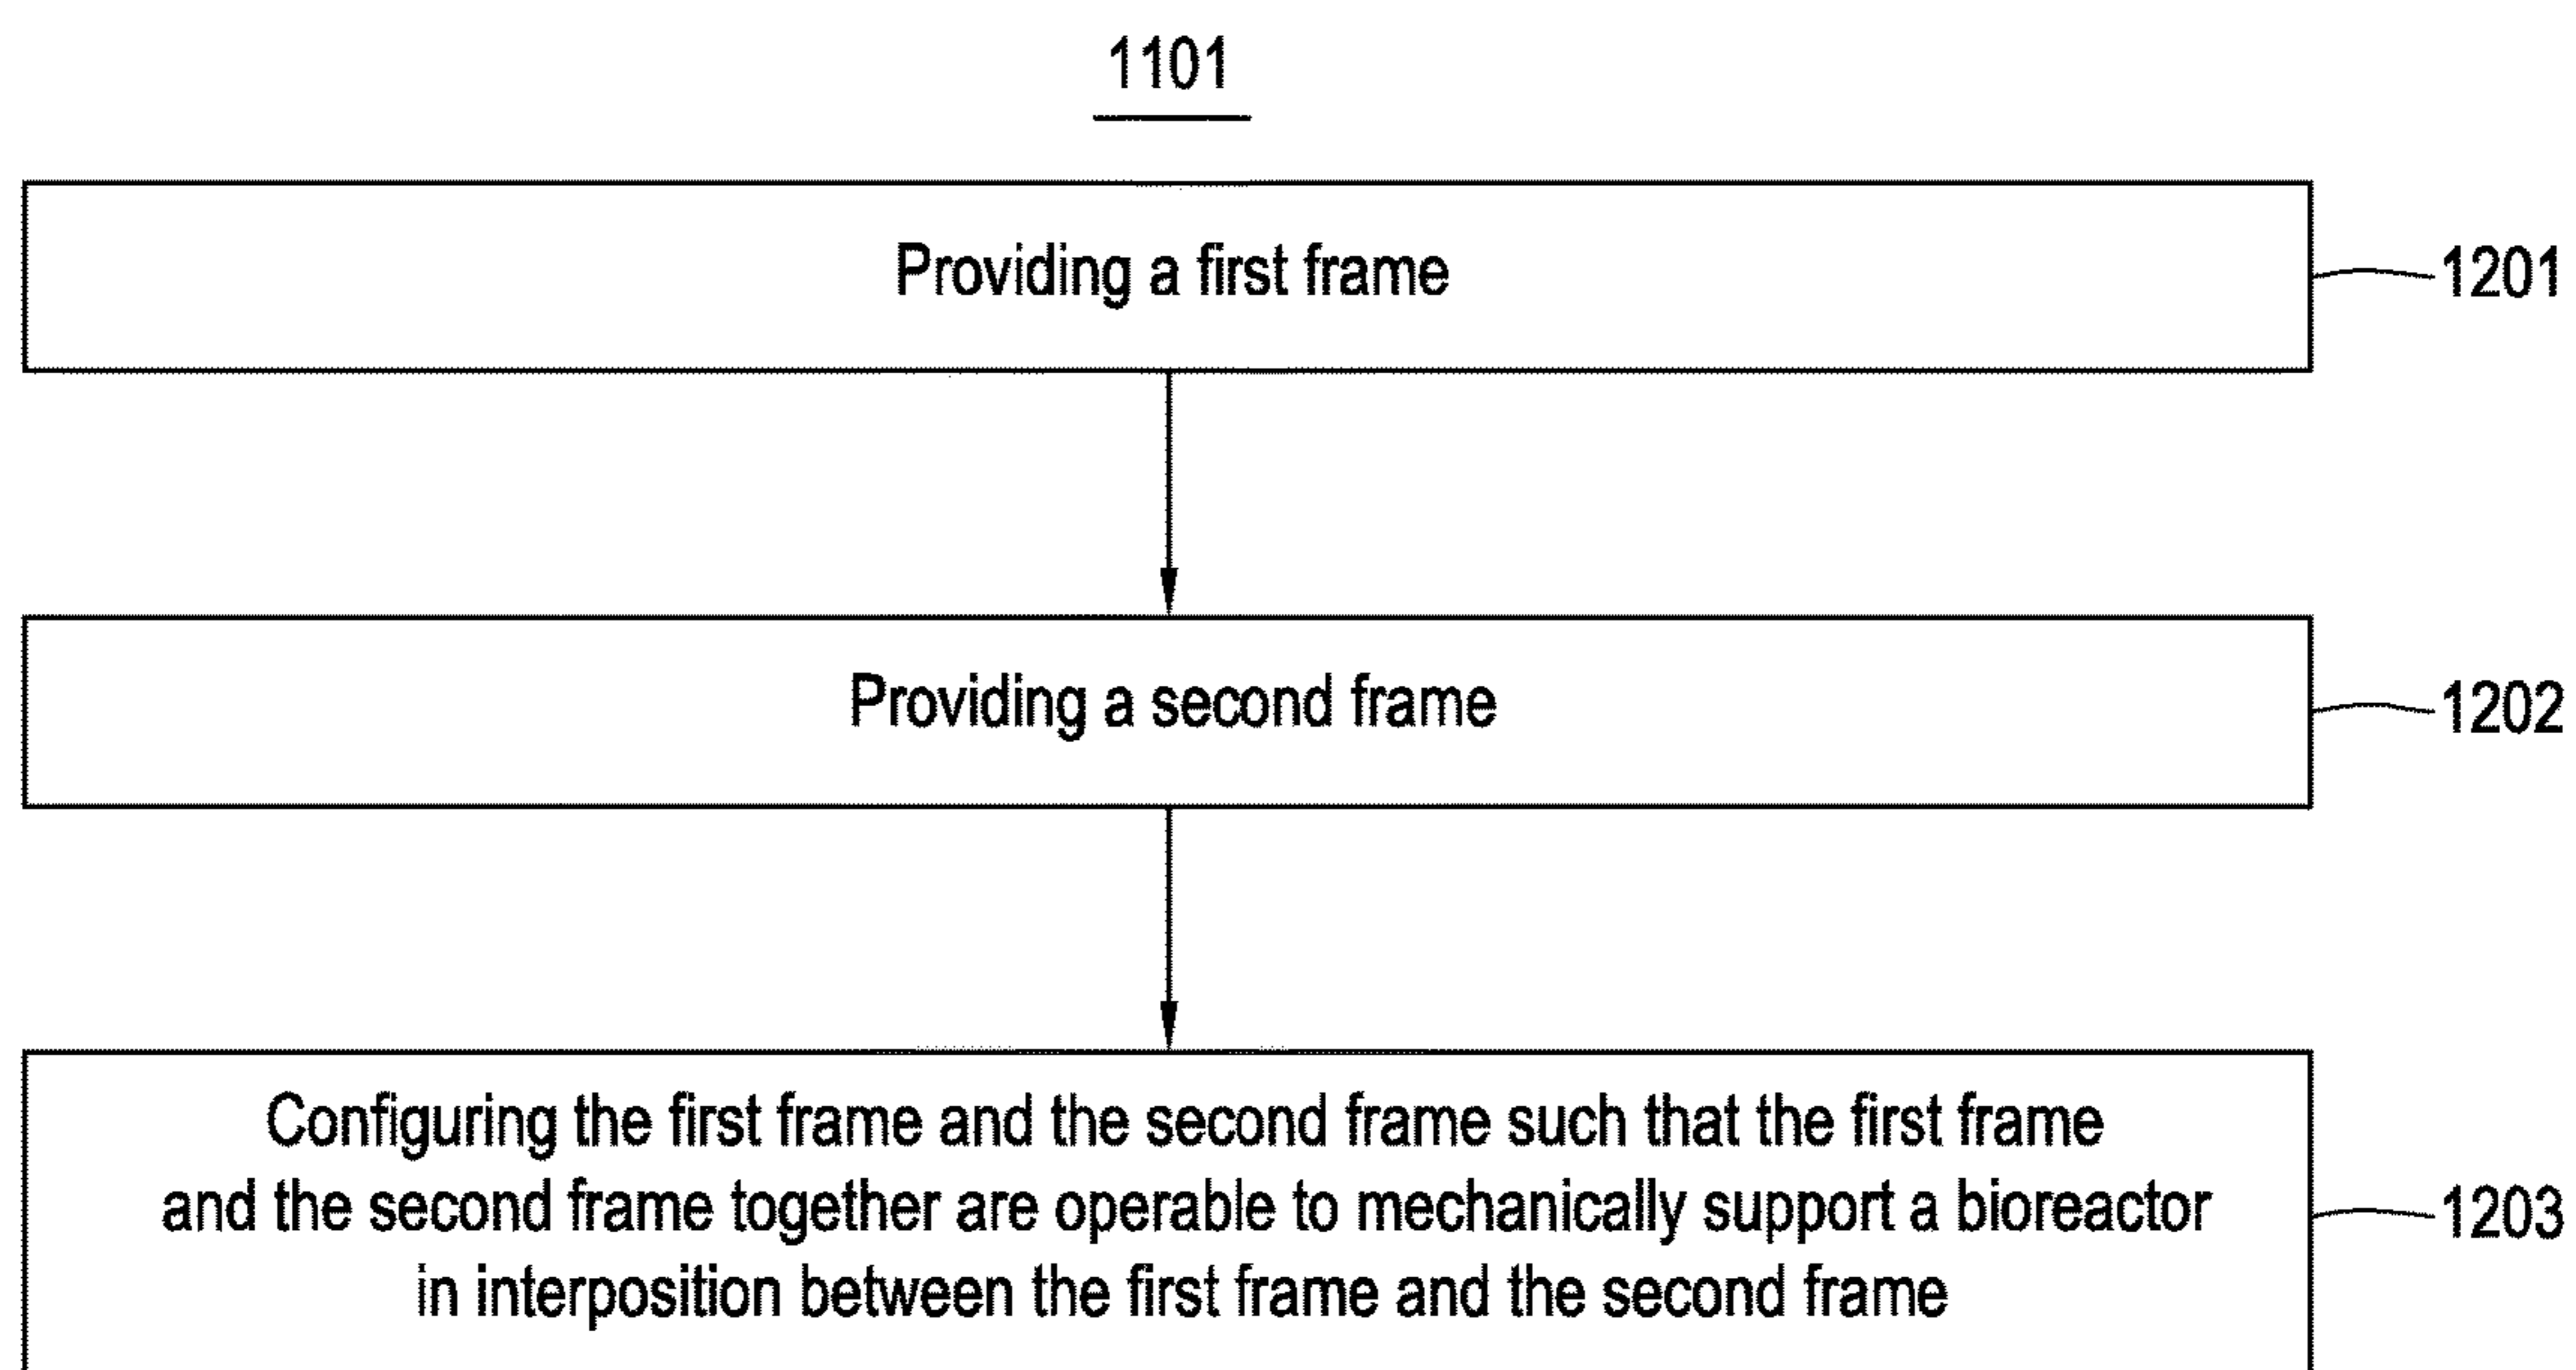 1101
Providing a first frame
1201
Providing a second frame
1202
Configuring the first frame and the second frame such that the first frame
and the second frame together are operable to mechanically support a bioreactor
in interposition between the first frame and the second frame
1203